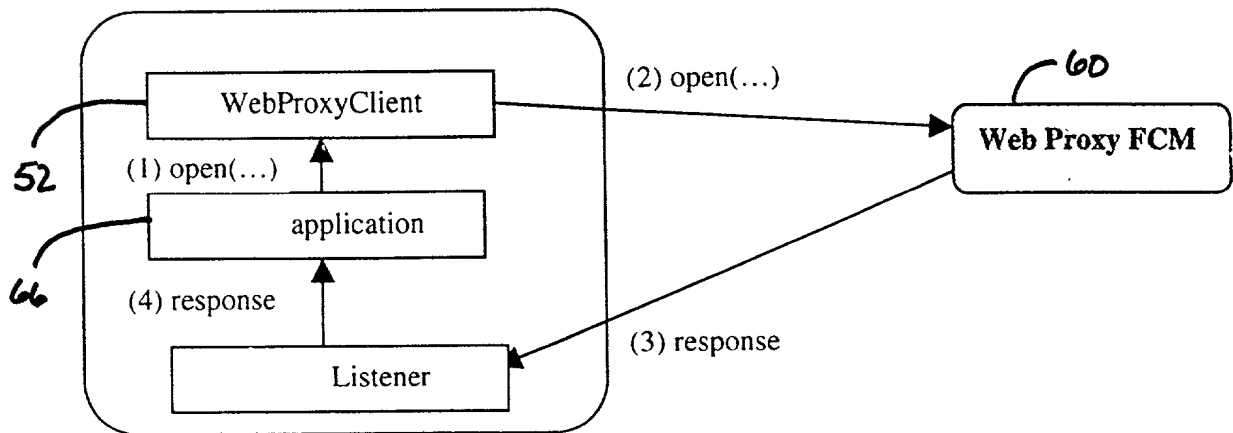 60
(2) open(...)
WebProxyClient
Web Proxy FCM
52
(1) open(...)
application
66
(4) response
(3) response
Listener